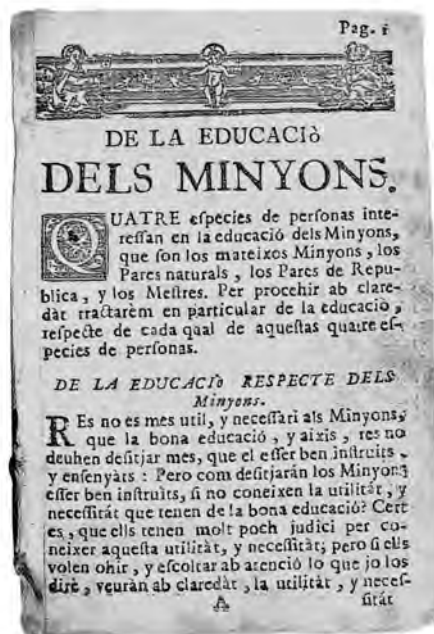 Pag. 1
DE LA EDUCACIò
DELS MINYONS.
QUATRE eſpecies de perſonas inte-
reſſan en la educació dels Minyons,
que ſon los mateixos Minyons, los
Pares naturals, los Pares de Repu-
blica, y los Meſtres. Per procehir ab clare-
dàt tractarèm en particular de la educació,
reſpecte de cada qual de aqueſtas quatre eſ-
pecies de perſonas.
DE LA EDUCACIò RESPECTE DELS
Minyons.
REs no es mes util, y neceſſari als Minyons,
que la bona educació, y aixis, res no
deuhen deſitjar mes, que el eſſer ben inſtruits,
y enſenyàts : Pero com deſitjarán los Minyons
eſſer ben inſtruìts, ſi no coneixen la utilitàt, y
neceſſitàt que tenen de la bona educació? Cert
es, que ells tenen molt poch judici per co-
neixer aqueſta utilitàt, y neceſſitàt; pero ſi ells
volen ohir, y eſcoltar ab atenció lo que jo los
dirè, veuràn ab claredàt, la utilitàt, y neceſ-
A ſitát